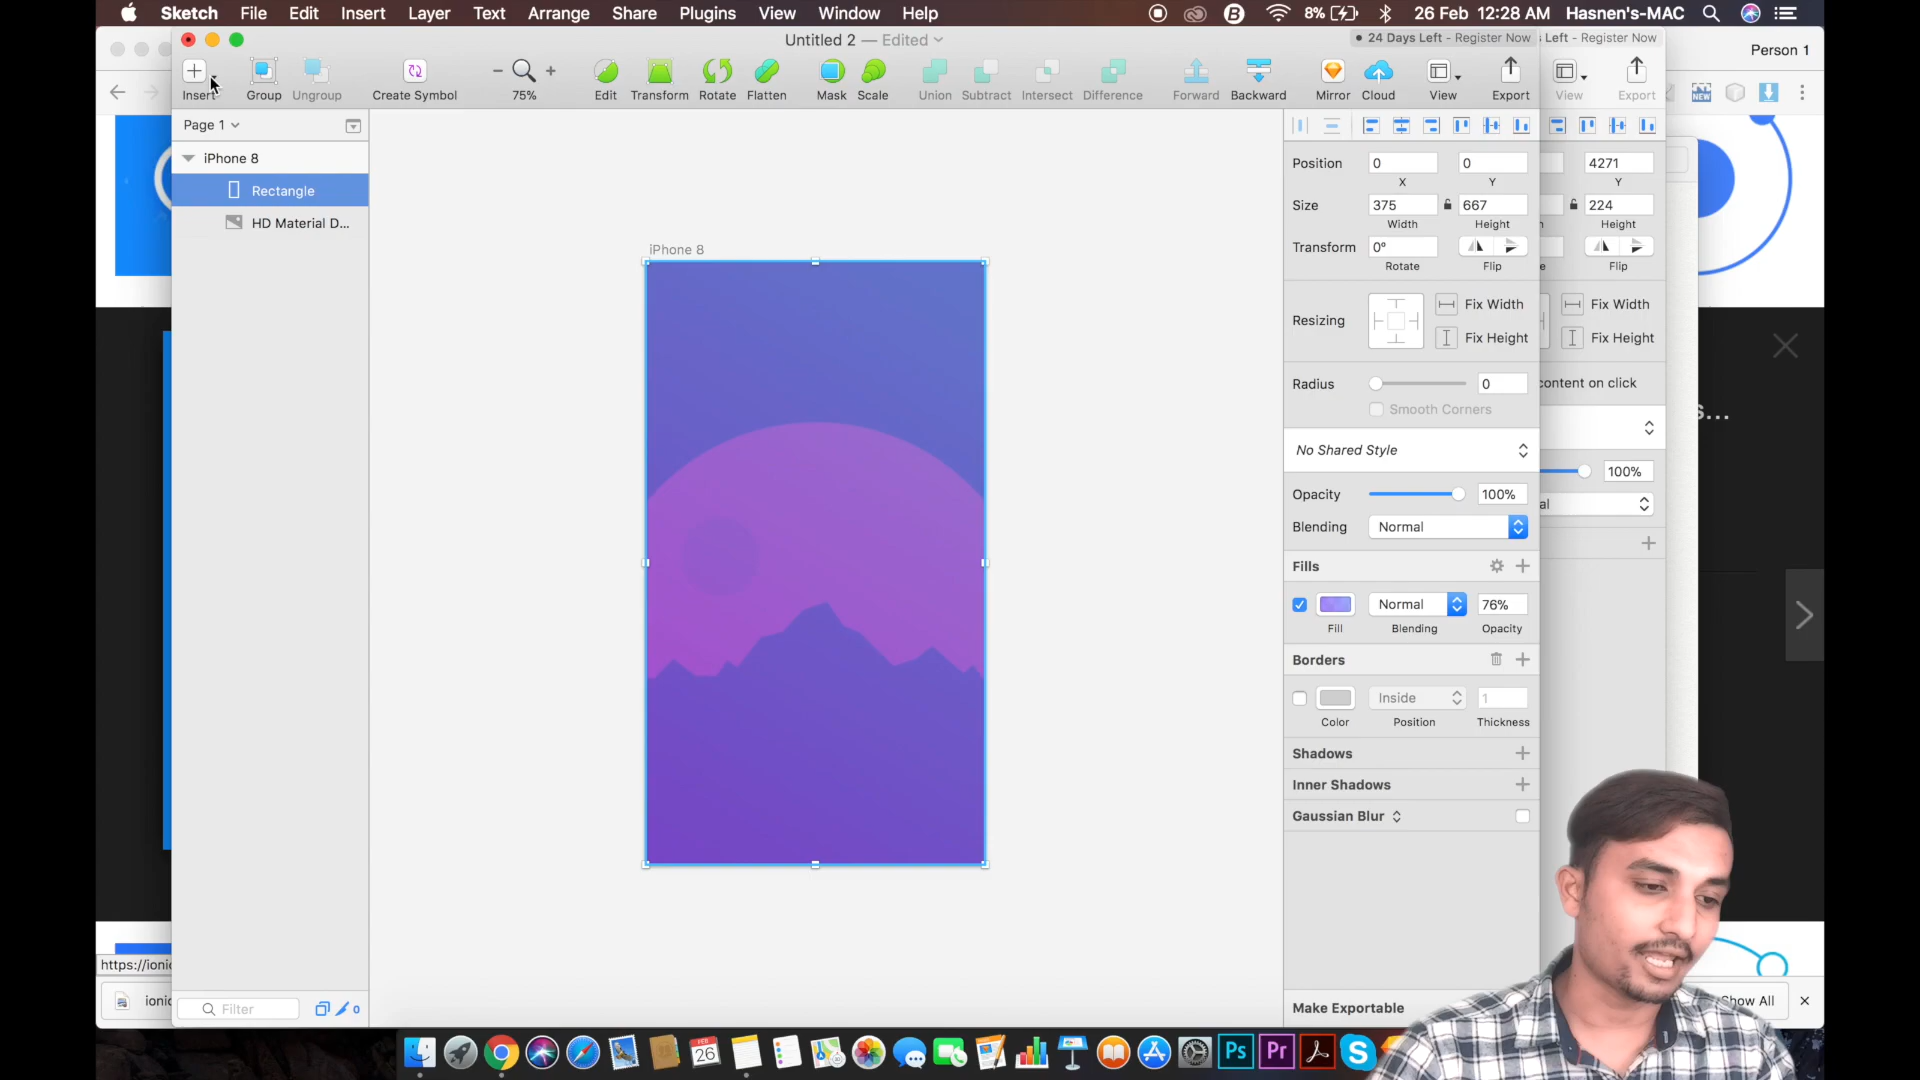 Sketch File Edit Insert Layer Text Arrange Share Plugins View Window Help
8% 26 Feb 12:28 AM Hasnen's-MAC
Untitled 2 — Edited
24 Days Left - Register Now
Left - Register Now
Person 1
Insert Group Ungroup Create Symbol 75% Edit Transform Rotate Flatten Mask Scale Union Subtract Intersect Difference Forward Backward Mirror Cloud View Export View Export
NEW
Page 1
iPhone 8
Rectangle
HD Material D...
iPhone 8
Position 0 0 4271
X Y Y
Size 375 667 224
Width Height Height
Transform 0°
Rotate Flip Flip
Resizing
Fix Width Fix Width
Fix Height Fix Height
Radius 0
content on click
Smooth Corners
No Shared Style
Opacity 100%
100%
Blending Normal
Fills
Normal 76%
Fill Blending Opacity
Borders
Inside 1
Color Position Thickness
Shadows
Inner Shadows
Gaussian Blur
Make Exportable
https://ionic
ionic
Filter 0
Show All
FEB
26
Ps Pr